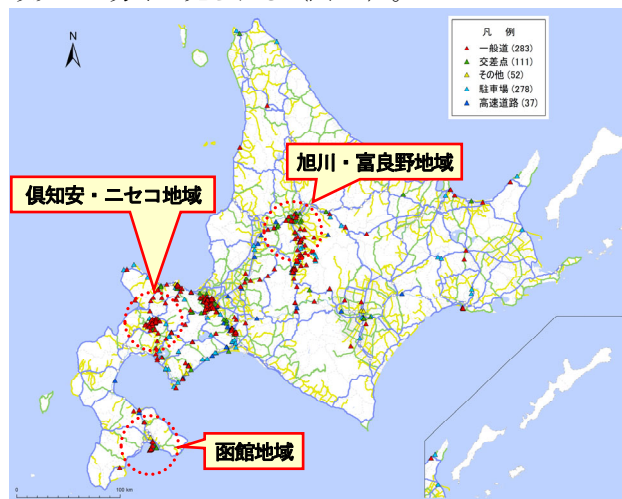 N
凡 例
一般道 (283)
交差点 (111)
その他 (52)
駐車場 (278)
高速道路 (37)
旭川・富良野地域
倶知安・ニセコ地域
函館地域
0
100 km